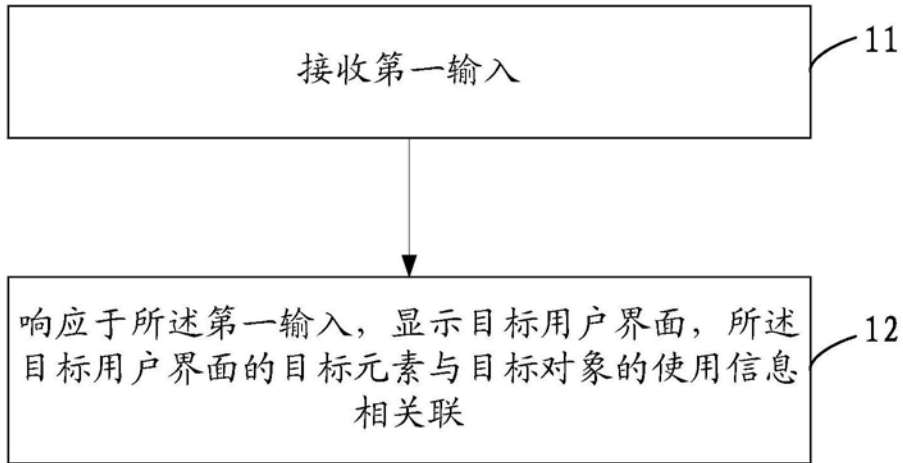 接收第一输入
11
响应于所述第一输入，显示目标用户界面，所述
目标用户界面的目标元素与目标对象的使用信息
相关联
12